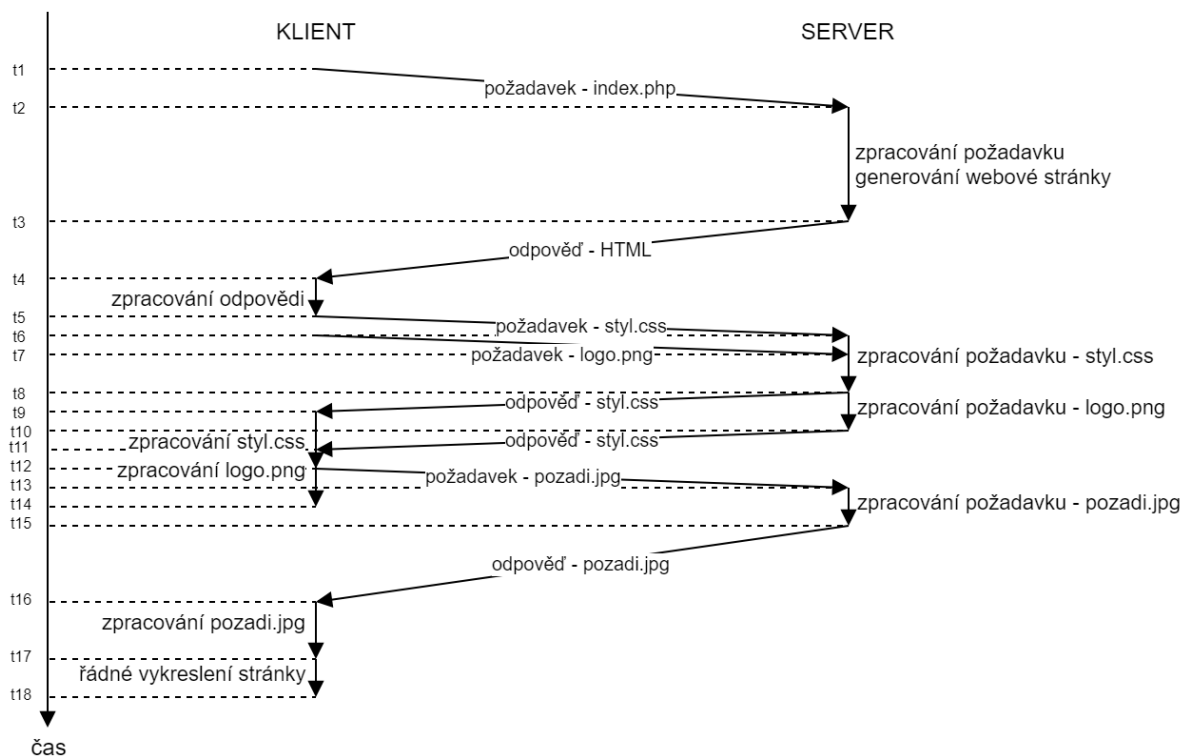 KLIENT
SERVER
t1
požadavek - index.php
t2
zpracování požadavku
generování webové stránky
t3
odpověď - HTML
t4
zpracování odpovědi
t5
požadavek - styl.css
t6
požadavek - logo.png
t7
zpracování požadavku - styl.css
t8
odpověď - styl.css
t9
zpracování požadavku - logo.png
t10
zpracování styl.css
odpověď - styl.css
t11
t12
zpracování logo.png
požadavek - pozadi.jpg
t13
zpracování požadavku - pozadi.jpg
t14
t15
odpověď - pozadi.jpg
t16
zpracování pozadi.jpg
t17
řádné vykreslení stránky
t18
čas